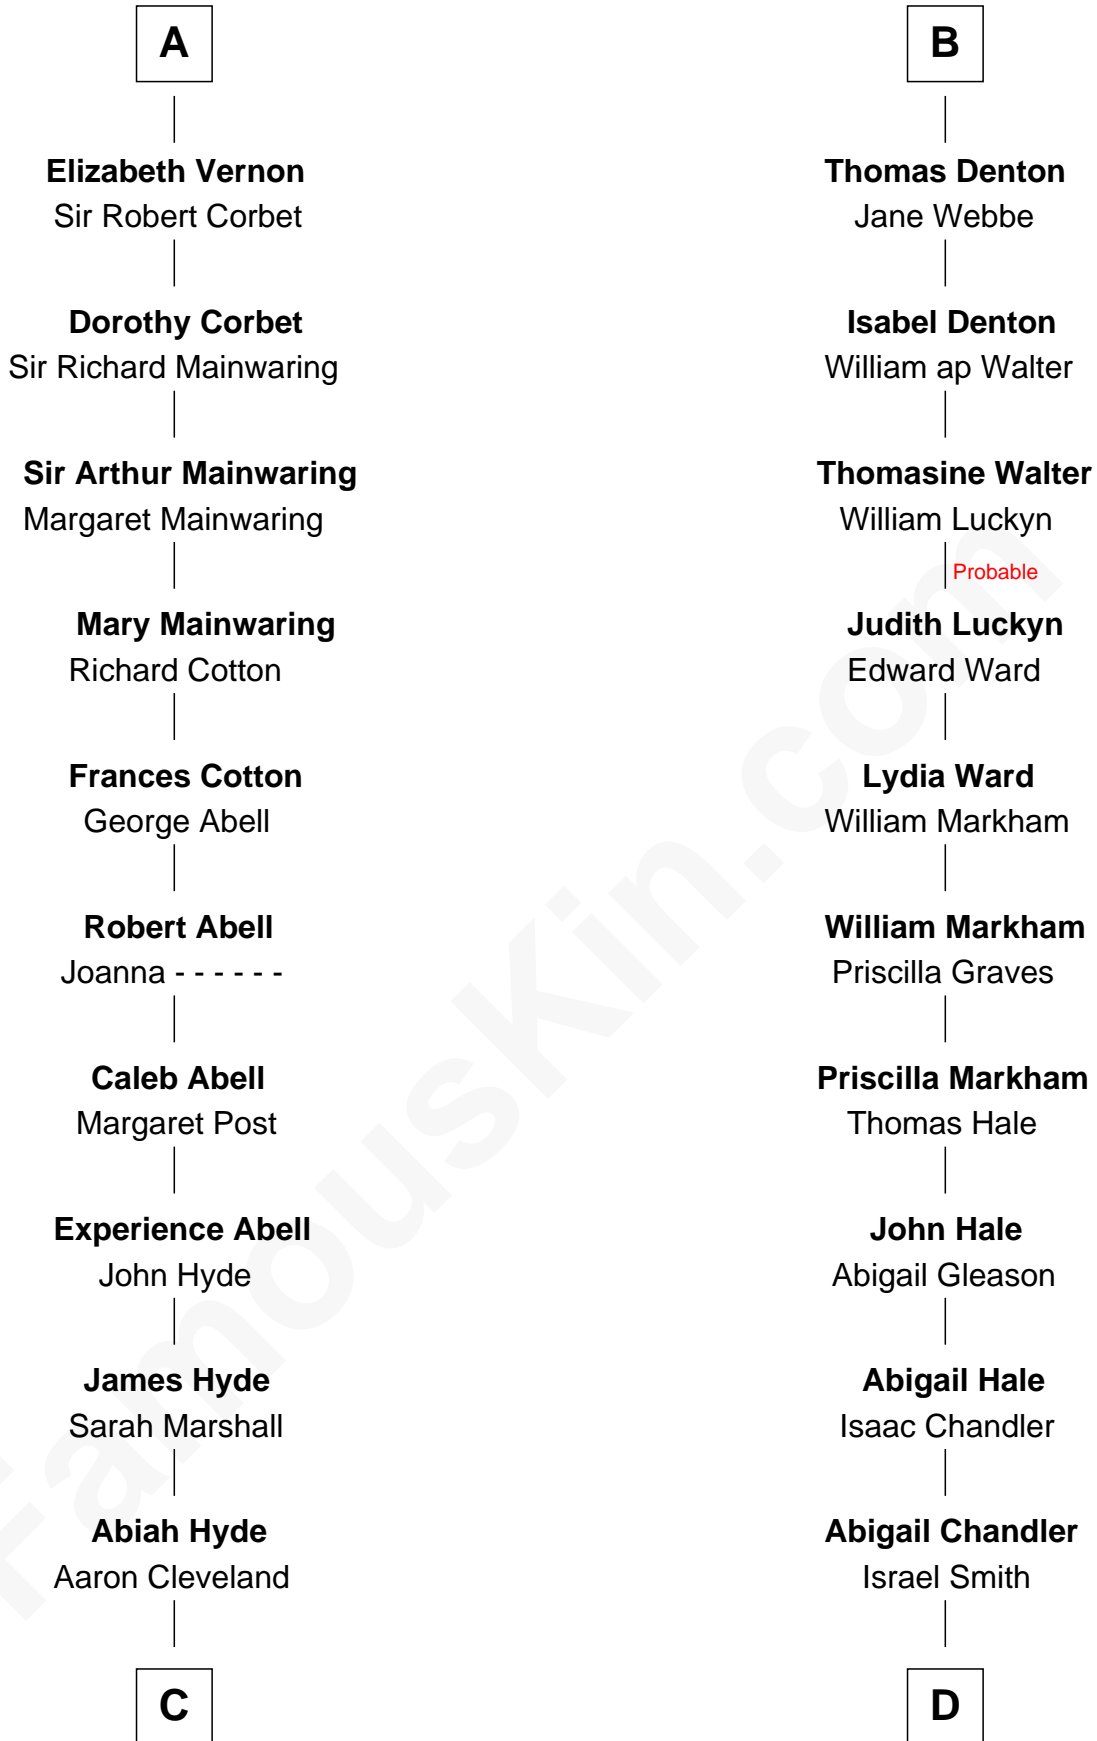 A
Elizabeth Vernon
Sir Robert Corbet
Dorothy Corbet
Sir Richard Mainwaring
Sir Arthur Mainwaring
Margaret Mainwaring
Mary Mainwaring
Richard Cotton
Frances Cotton
George Abell
Robert Abell
Joanna - - - - - -
Caleb Abell
Margaret Post
Experience Abell
John Hyde
James Hyde
Sarah Marshall
Abiah Hyde
Aaron Cleveland
C
B
Thomas Denton
Jane Webbe
Isabel Denton
William ap Walter
Thomasine Walter
William Luckyn
Probable
Judith Luckyn
Edward Ward
Lydia Ward
William Markham
William Markham
Priscilla Graves
Priscilla Markham
Thomas Hale
John Hale
Abigail Gleason
Abigail Hale
Isaac Chandler
Abigail Chandler
Israel Smith
D
FamousKin.com